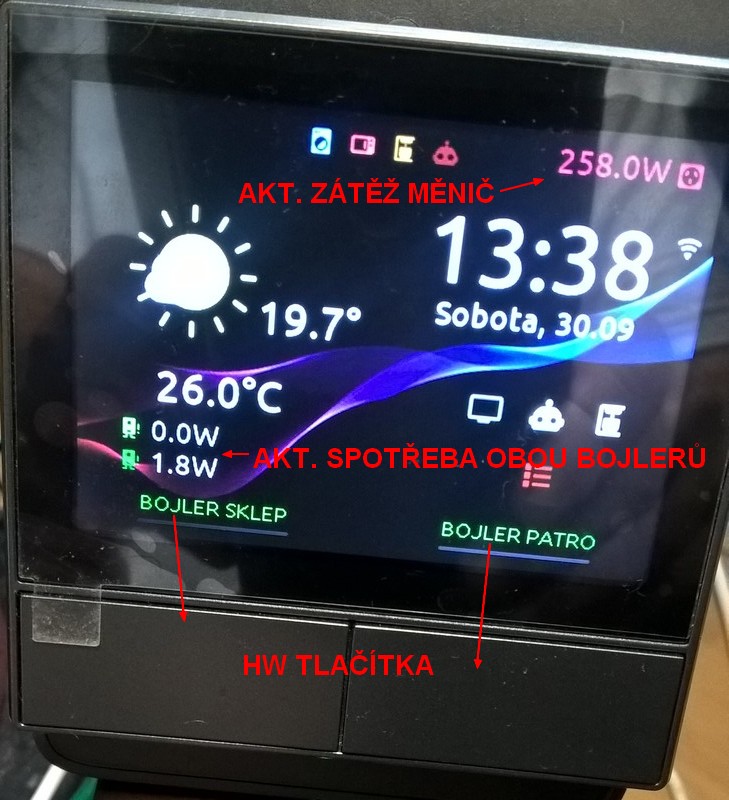 258.0W
AKT. ZÁTĚŽ MĚNIČ
13:38
19.7°
Sobota, 30.09
26.0°C
0.0W
AKT. SPOTŘEBA OBOU BOJLERŮ
1.8W
BOJLER SKLEP
BOJLER PATRO
HW TLAČÍTKA